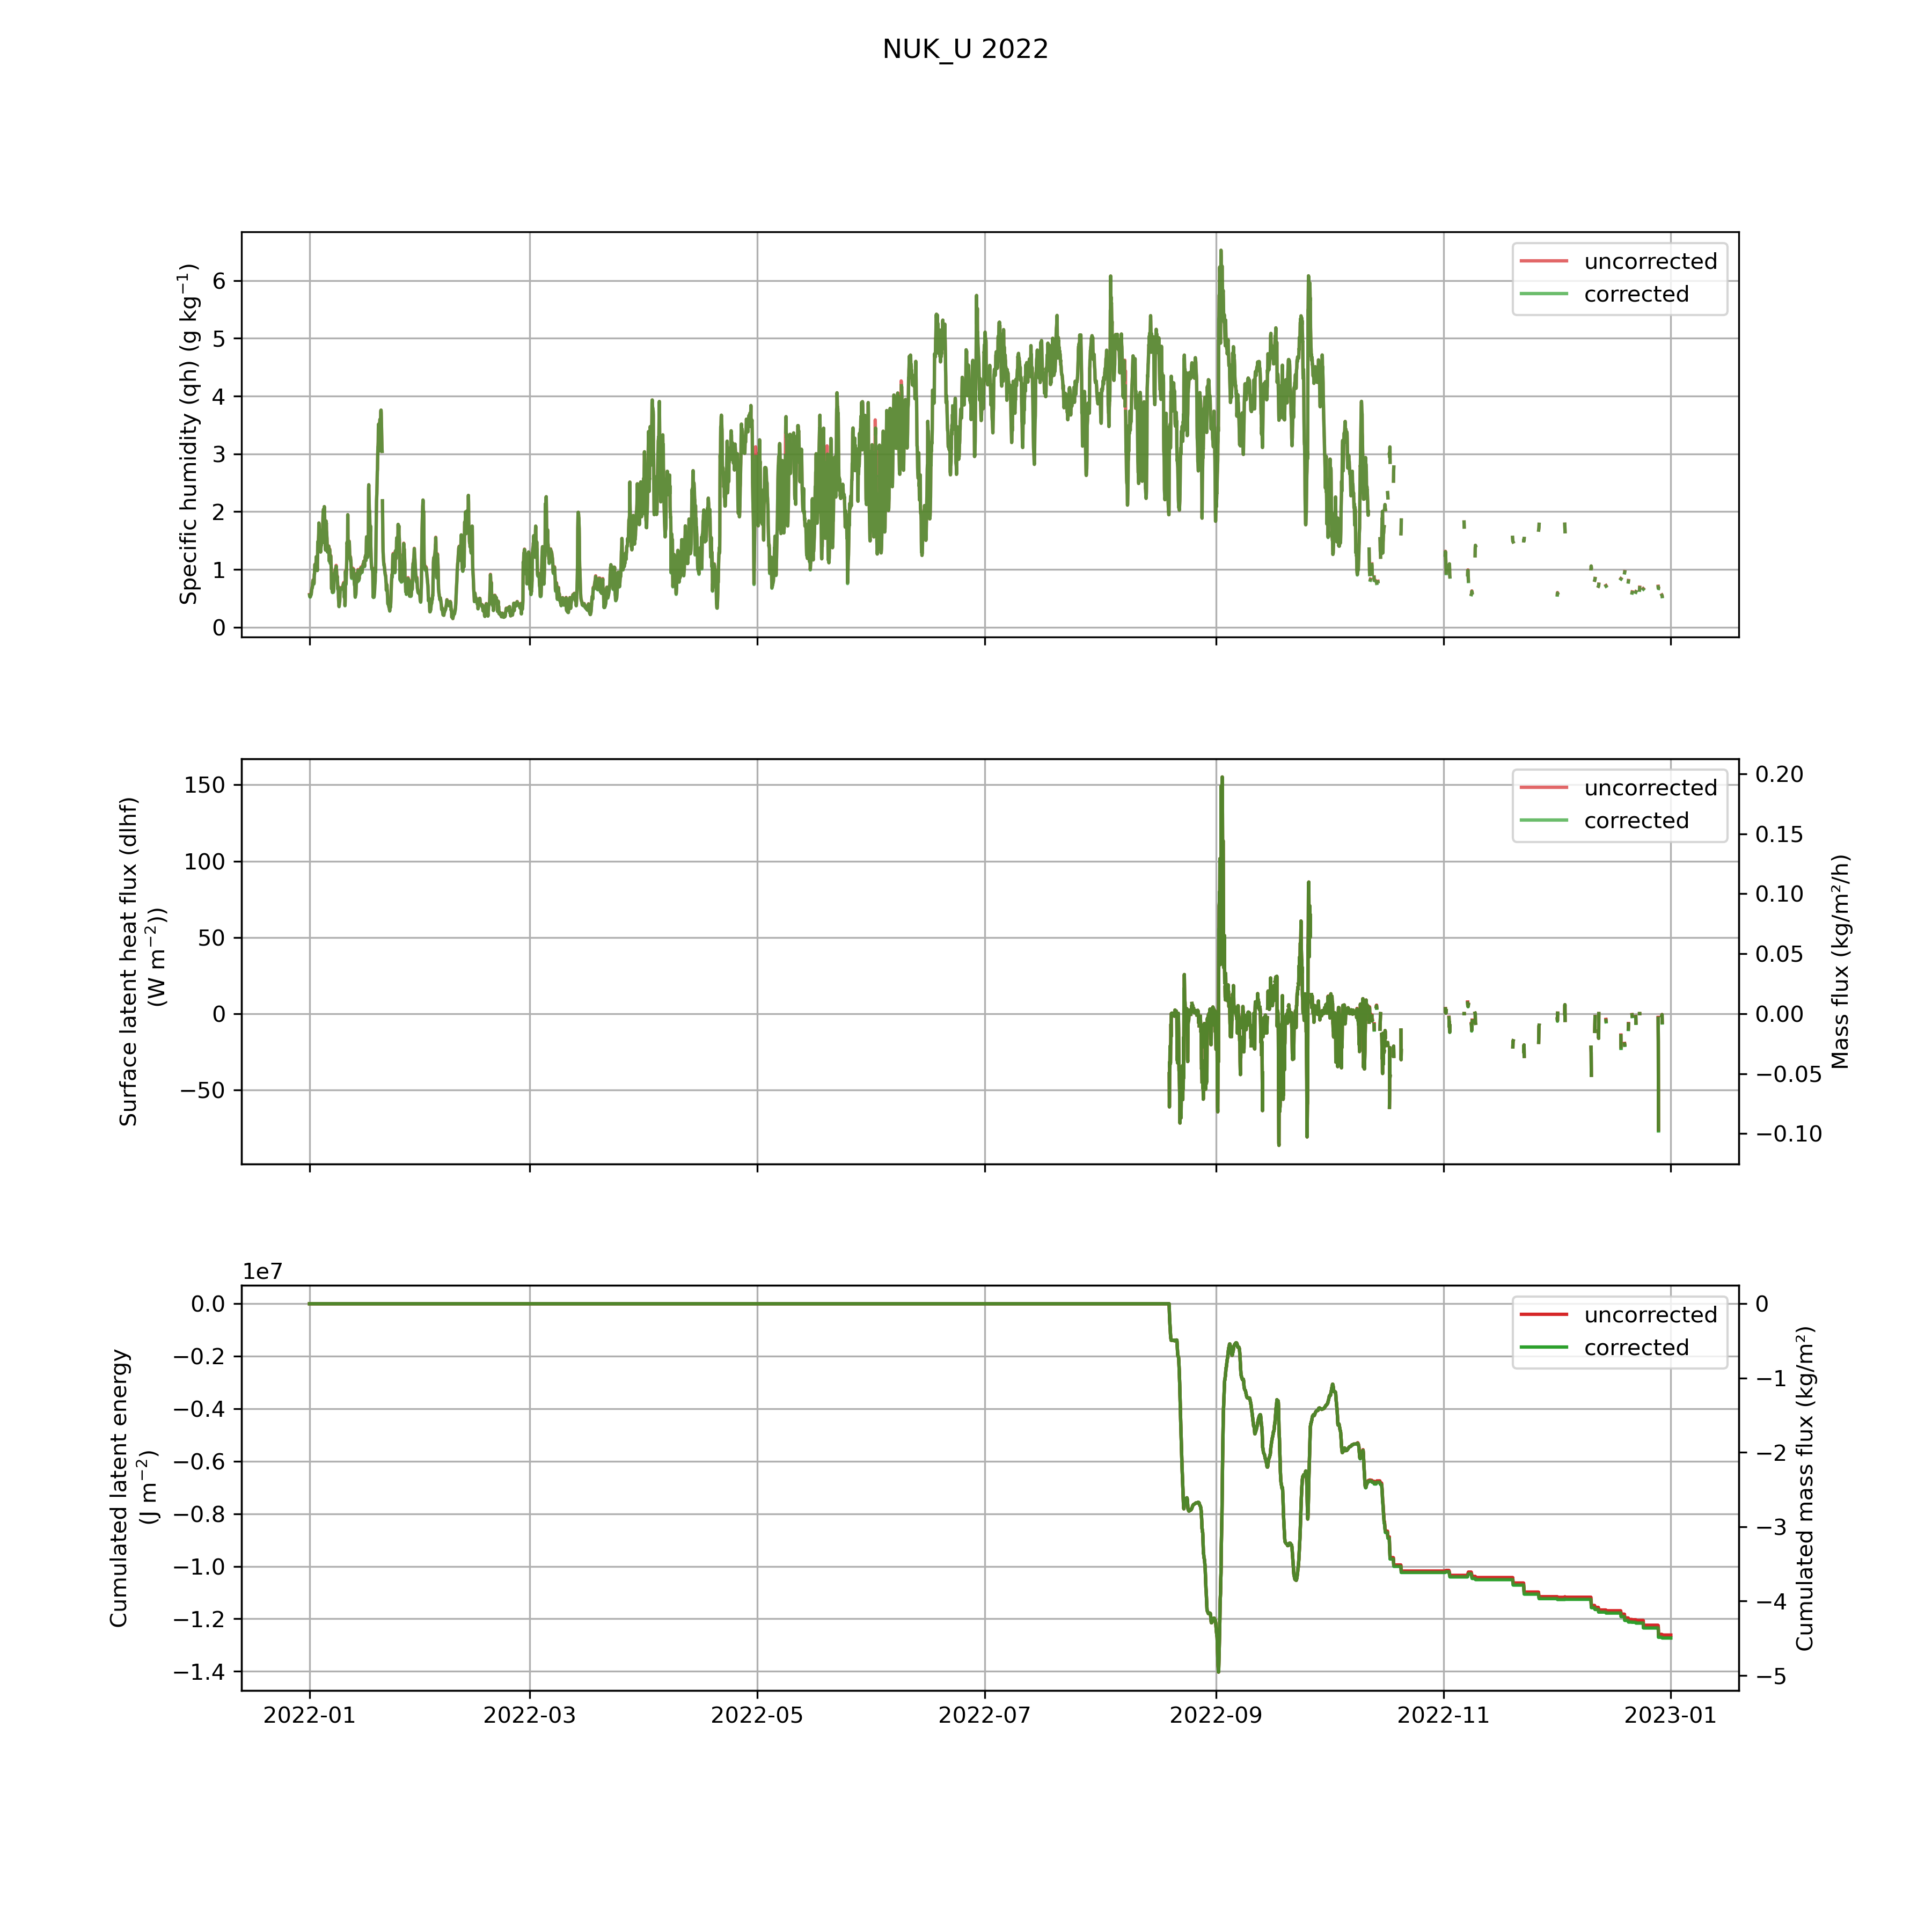 NUK_U 2022
Specific humidity (qh) (g kg⁻¹)
6
5
4
3
2
1
0
uncorrected
corrected
Surface latent heat flux (dlhf)
(W m⁻²))
150
100
50
0
−50
uncorrected
corrected
0.20
0.15
0.10
0.05
0.00
−0.05
−0.10
Mass flux (kg/m²/h)
1e7
Cumulated latent energy
(J m⁻²)
0.0
−0.2
−0.4
−0.6
−0.8
−1.0
−1.2
−1.4
uncorrected
corrected
0
−1
−2
−3
−4
−5
Cumulated mass flux (kg/m²)
2022-01
2022-03
2022-05
2022-07
2022-09
2022-11
2023-01